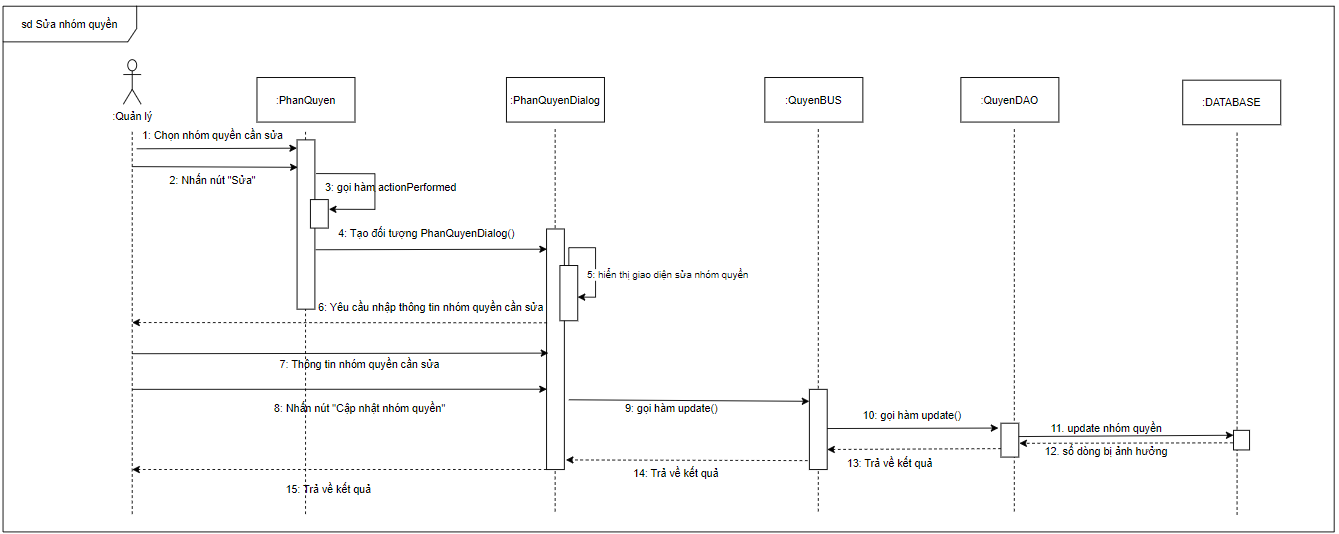 sd Sửa nhóm quyền
:Quản lý
:PhanQuyen
:PhanQuyenDialog
:QuyenBUS
:QuyenDAO
:DATABASE
1: Chọn nhóm quyền cần sửa
2: Nhấn nút "Sửa"
3: gọi hàm actionPerformed
4: Tạo đối tượng PhanQuyenDialog()
5: hiển thị giao diện sửa nhóm quyền
6: Yêu cầu nhập thông tin nhóm quyền cần sửa
7: Thông tin nhóm quyền cần sửa
8: Nhấn nút "Cập nhật nhóm quyền"
9: gọi hàm update()
10: gọi hàm update()
11. update nhóm quyền
12. số dòng bị ảnh hưởng
13: Trả về kết quả
14: Trả về kết quả
15: Trả về kết quả